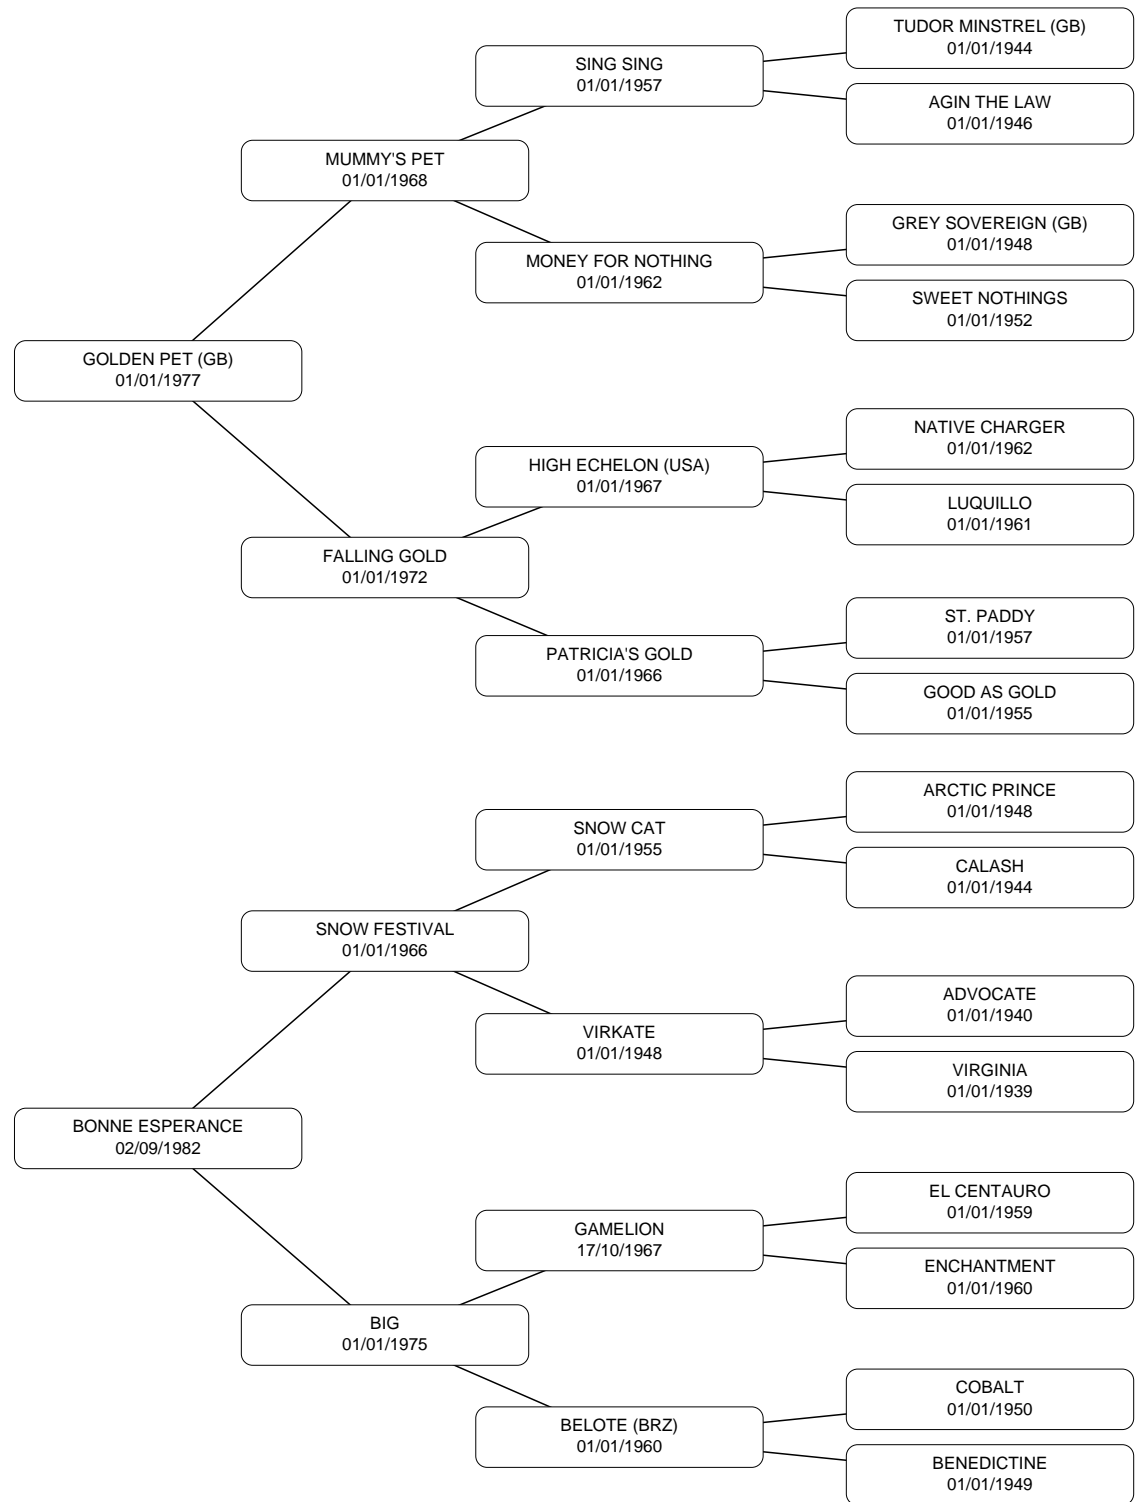 TUDOR MINSTREL (GB)
01/01/1944
SING SING
01/01/1957
AGIN THE LAW
01/01/1946
MUMMY'S PET
01/01/1968
GREY SOVEREIGN (GB)
01/01/1948
MONEY FOR NOTHING
01/01/1962
SWEET NOTHINGS
01/01/1952
GOLDEN PET (GB)
01/01/1977
NATIVE CHARGER
01/01/1962
HIGH ECHELON (USA)
01/01/1967
LUQUILLO
01/01/1961
FALLING GOLD
01/01/1972
ST. PADDY
01/01/1957
PATRICIA'S GOLD
01/01/1966
GOOD AS GOLD
01/01/1955
ARCTIC PRINCE
01/01/1948
SNOW CAT
01/01/1955
CALASH
01/01/1944
SNOW FESTIVAL
01/01/1966
ADVOCATE
01/01/1940
VIRKATE
01/01/1948
VIRGINIA
01/01/1939
BONNE ESPERANCE
02/09/1982
EL CENTAURO
01/01/1959
GAMELION
17/10/1967
ENCHANTMENT
01/01/1960
BIG
01/01/1975
COBALT
01/01/1950
BELOTE (BRZ)
01/01/1960
BENEDICTINE
01/01/1949